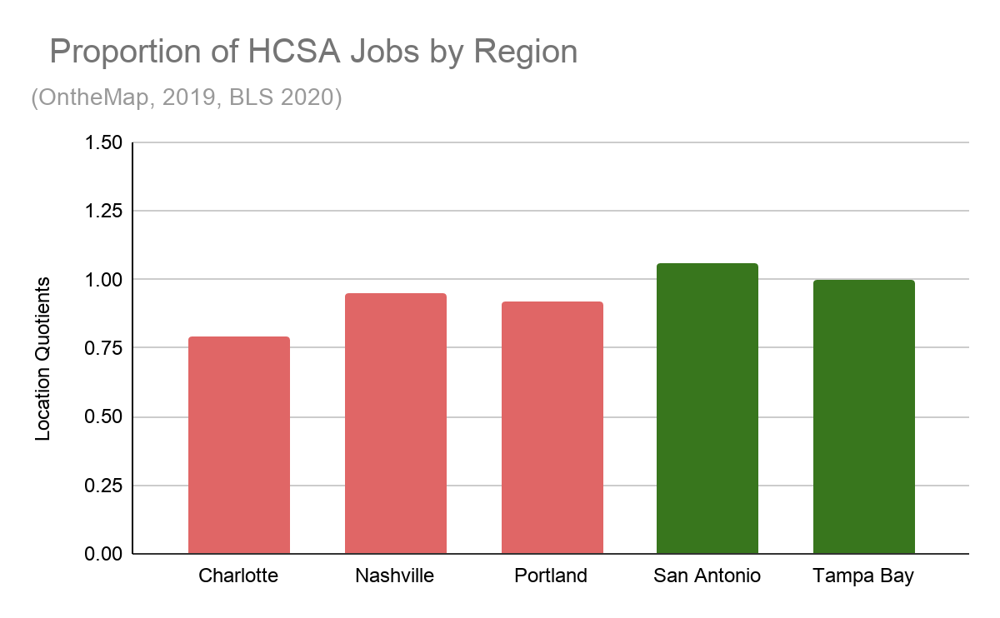 Proportion of HCSA Jobs by Region
(OntheMap, 2019, BLS 2020)
1.50
1.25
1.00
0.75
0.50
0.25
0.00
Location Quotients
Charlotte
Nashville
Portland
San Antonio
Tampa Bay